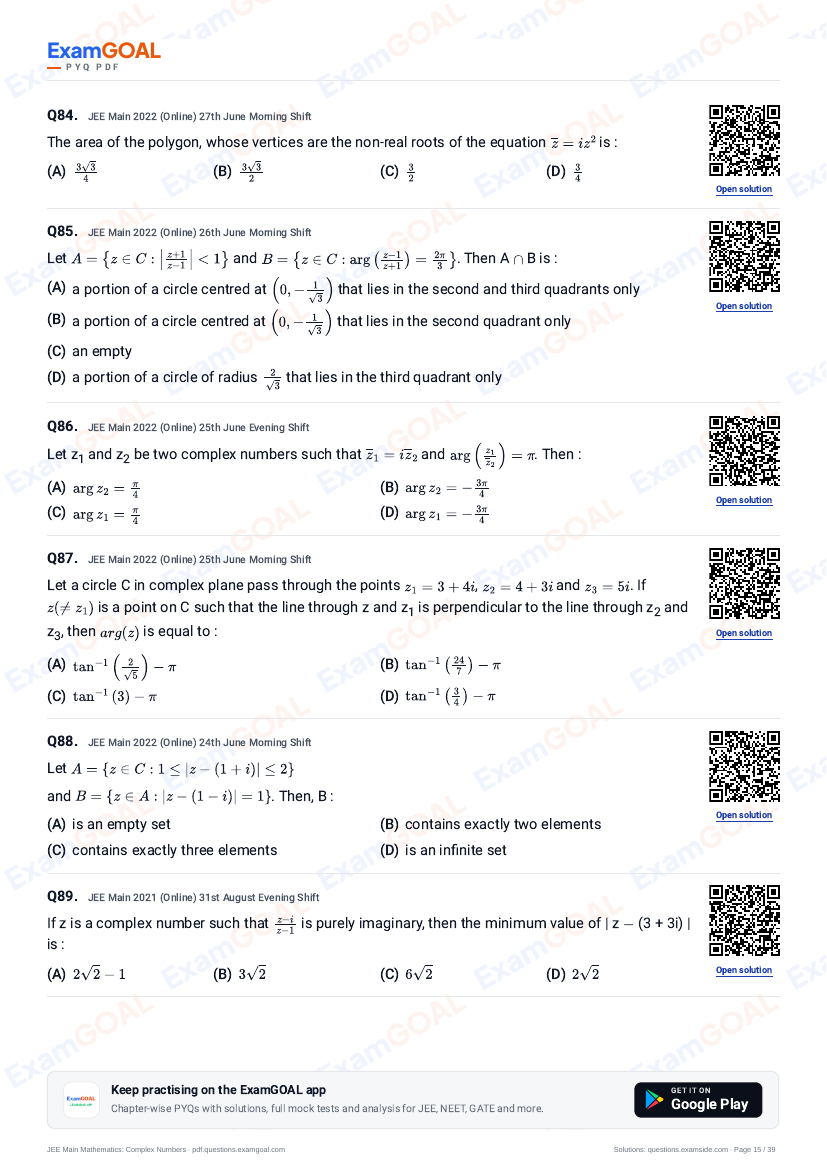 ExamGOAL
PYQ PDF
Q84. JEE Main 2022 (Online) 27th June Morning Shift
The area of the polygon, whose vertices are the non-real roots of the equation z̅ = iz² is :
(A) 3√3/4 (B) 3√3/2 (C) 3/2 (D) 3/4
Open solution
Q85. JEE Main 2022 (Online) 26th June Morning Shift
Let A = {z ∈ C : |z+1/z−1| < 1} and B = {z ∈ C : arg (z−1/z+1) = 2π/3}. Then A ∩ B is :
(A) a portion of a circle centred at (0, −1/√3) that lies in the second and third quadrants only
(B) a portion of a circle centred at (0, −1/√3) that lies in the second quadrant only
(C) an empty
(D) a portion of a circle of radius 2/√3 that lies in the third quadrant only
Open solution
Q86. JEE Main 2022 (Online) 25th June Evening Shift
Let z₁ and z₂ be two complex numbers such that z̅₁ = iz̅₂ and arg (z₁/z̅₂) = π. Then :
(A) arg z₂ = π/4 (B) arg z₂ = −3π/4
(C) arg z₁ = π/4 (D) arg z₁ = −3π/4
Open solution
Q87. JEE Main 2022 (Online) 25th June Morning Shift
Let a circle C in complex plane pass through the points z₁ = 3 + 4i, z₂ = 4 + 3i and z₃ = 5i. If
z(≠ z₁) is a point on C such that the line through z and z₁ is perpendicular to the line through z₂ and
z₃, then arg(z) is equal to :
(A) tan⁻¹ (2/√5) − π (B) tan⁻¹ (24/7) − π
(C) tan⁻¹ (3) − π (D) tan⁻¹ (3/4) − π
Open solution
Q88. JEE Main 2022 (Online) 24th June Morning Shift
Let A = {z ∈ C : 1 ≤ |z − (1 + i)| ≤ 2}
and B = {z ∈ A : |z − (1 − i)| = 1}. Then, B :
(A) is an empty set (B) contains exactly two elements
(C) contains exactly three elements (D) is an infinite set
Open solution
Q89. JEE Main 2021 (Online) 31st August Evening Shift
If z is a complex number such that z−i/z−1 is purely imaginary, then the minimum value of | z − (3 + 3i) |
is :
(A) 2√2 − 1 (B) 3√2 (C) 6√2 (D) 2√2
Open solution
Keep practising on the ExamGOAL app
Chapter-wise PYQs with solutions, full mock tests and analysis for JEE, NEET, GATE and more.
GET IT ON
Google Play
JEE Main Mathematics: Complex Numbers · pdf.questions.examgoal.com
Solutions: questions.examside.com · Page 15 / 39